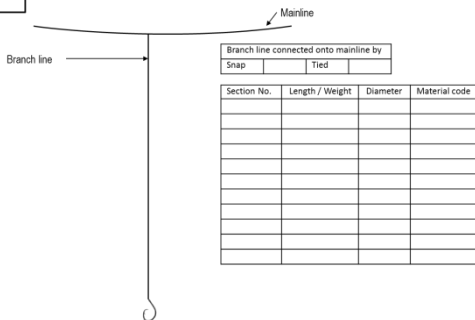 Mainline
Branch line
Branch line connected onto mainline by
Snap Tied
Section No. Length / Weight Diameter Material code